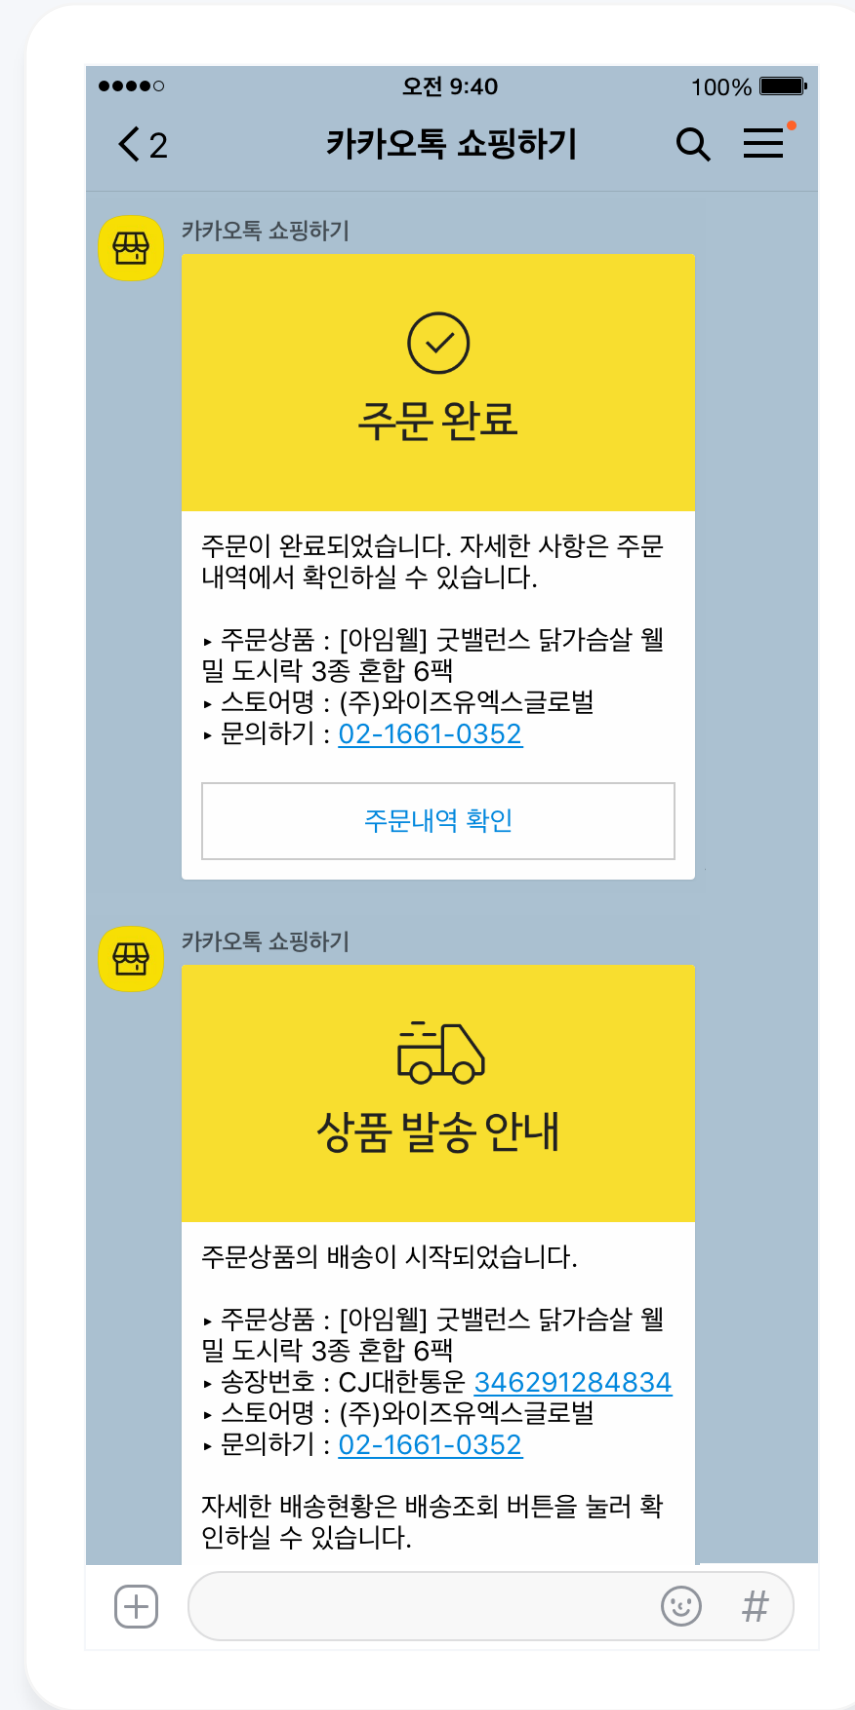 오전 9:40
100%
2
카카오톡 쇼핑하기
카카오톡 쇼핑하기
주문 완료
주문이 완료되었습니다. 자세한 사항은 주문
내역에서 확인하실 수 있습니다.
▸ 주문상품 : [아임웰] 굿밸런스 닭가슴살 웰
밀 도시락 3종 혼합 6팩
▸ 스토어명 : (주)와이즈유엑스글로벌
▸ 문의하기 : 02-1661-0352
주문내역 확인
카카오톡 쇼핑하기
상품 발송 안내
주문상품의 배송이 시작되었습니다.
▸ 주문상품 : [아임웰] 굿밸런스 닭가슴살 웰
밀 도시락 3종 혼합 6팩
▸ 송장번호 : CJ대한통운 346291284834
▸ 스토어명 : (주)와이즈유엑스글로벌
▸ 문의하기 : 02-1661-0352
자세한 배송현황은 배송조회 버튼을 눌러 확
인하실 수 있습니다.
#